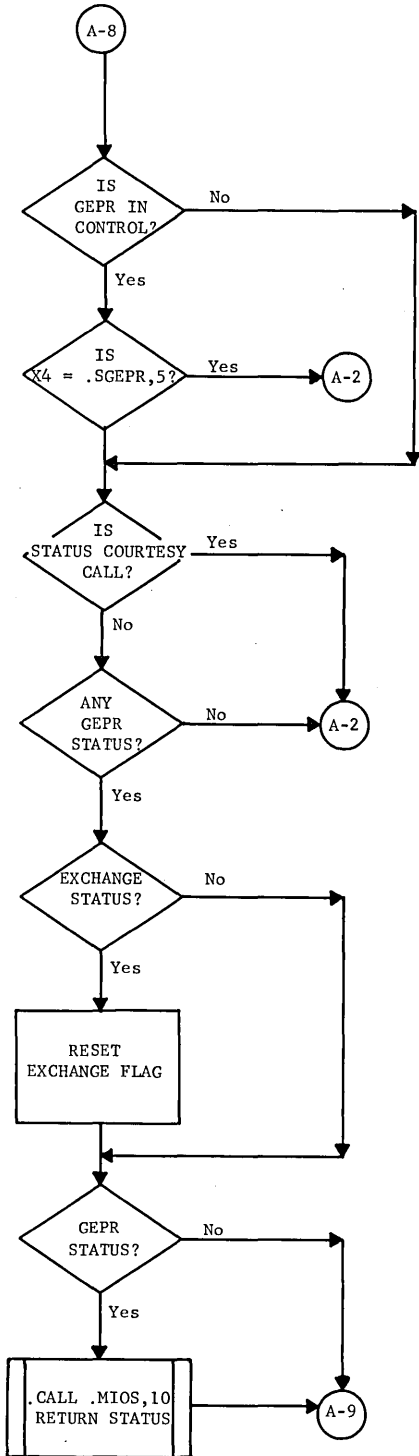 A-8
IS
GEPR IN
CONTROL?
No
Yes
IS
X4 = .SGEPR,5?
Yes
A-2
IS
STATUS COURTESY
CALL?
Yes
No
ANY
GEPR
STATUS?
No
A-2
Yes
EXCHANGE
STATUS?
No
Yes
RESET
EXCHANGE FLAG
GEPR
STATUS?
No
Yes
.CALL .MIOS,10
RETURN STATUS
A-9